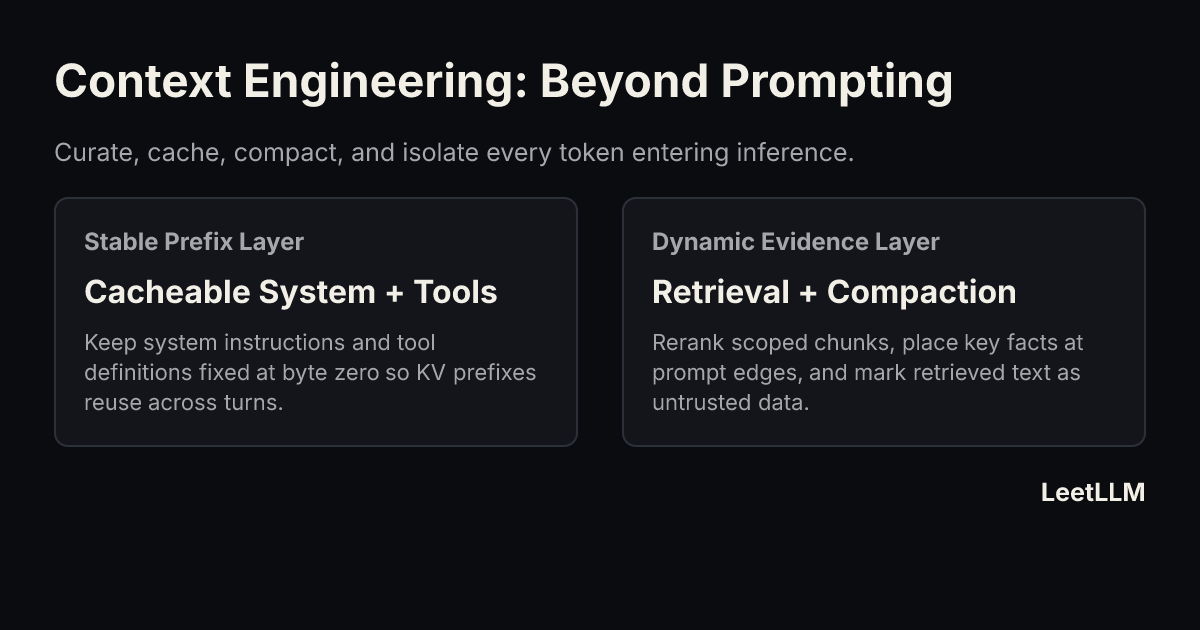 Context Engineering: Beyond Prompting
Curate, cache, compact, and isolate every token entering inference.
Stable Prefix Layer
Cacheable System + Tools
Keep system instructions and tool
definitions fixed at byte zero so KV prefixes
reuse across turns.
Dynamic Evidence Layer
Retrieval + Compaction
Rerank scoped chunks, place key facts at
prompt edges, and mark retrieved text as
untrusted data.
LeetLLM